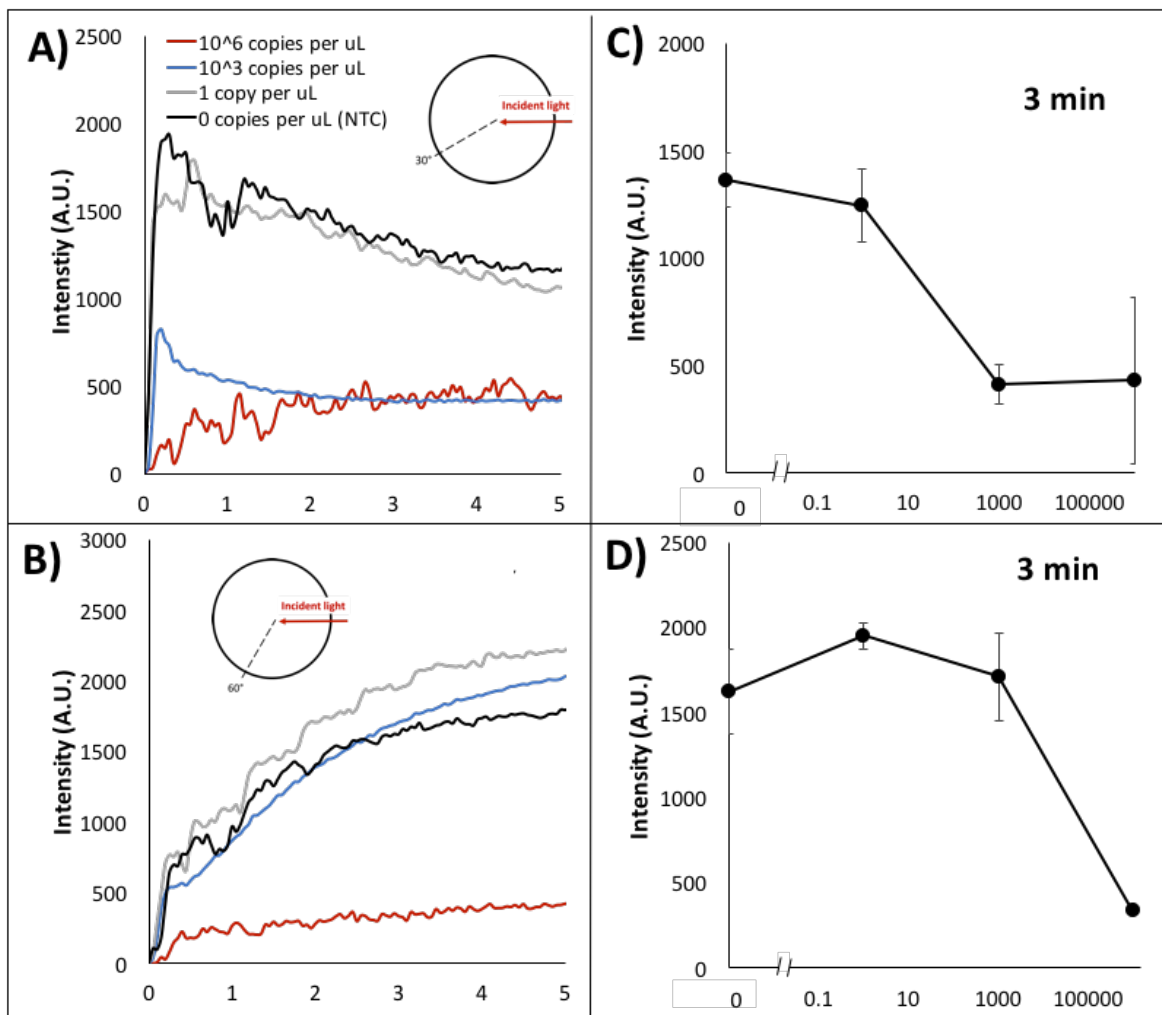 A)
2500
2000
1500
1000
500
0
Intenstiy (A.U.)
10^6 copies per uL
10^3 copies per uL
1 copy per uL
0 copies per uL (NTC)
Incident light
30°
0 1 2 3 4 5
C)
2000
1500
1000
500
0
Intensity (A.U.)
3 min
0 0.1 10 1000 100000
B)
3000
2500
2000
1500
1000
500
0
Intensity (A.U.)
Incident light
60°
0 1 2 3 4 5
D)
2500
2000
1500
1000
500
0
Intensity (A.U.)
3 min
0 0.1 10 1000 100000